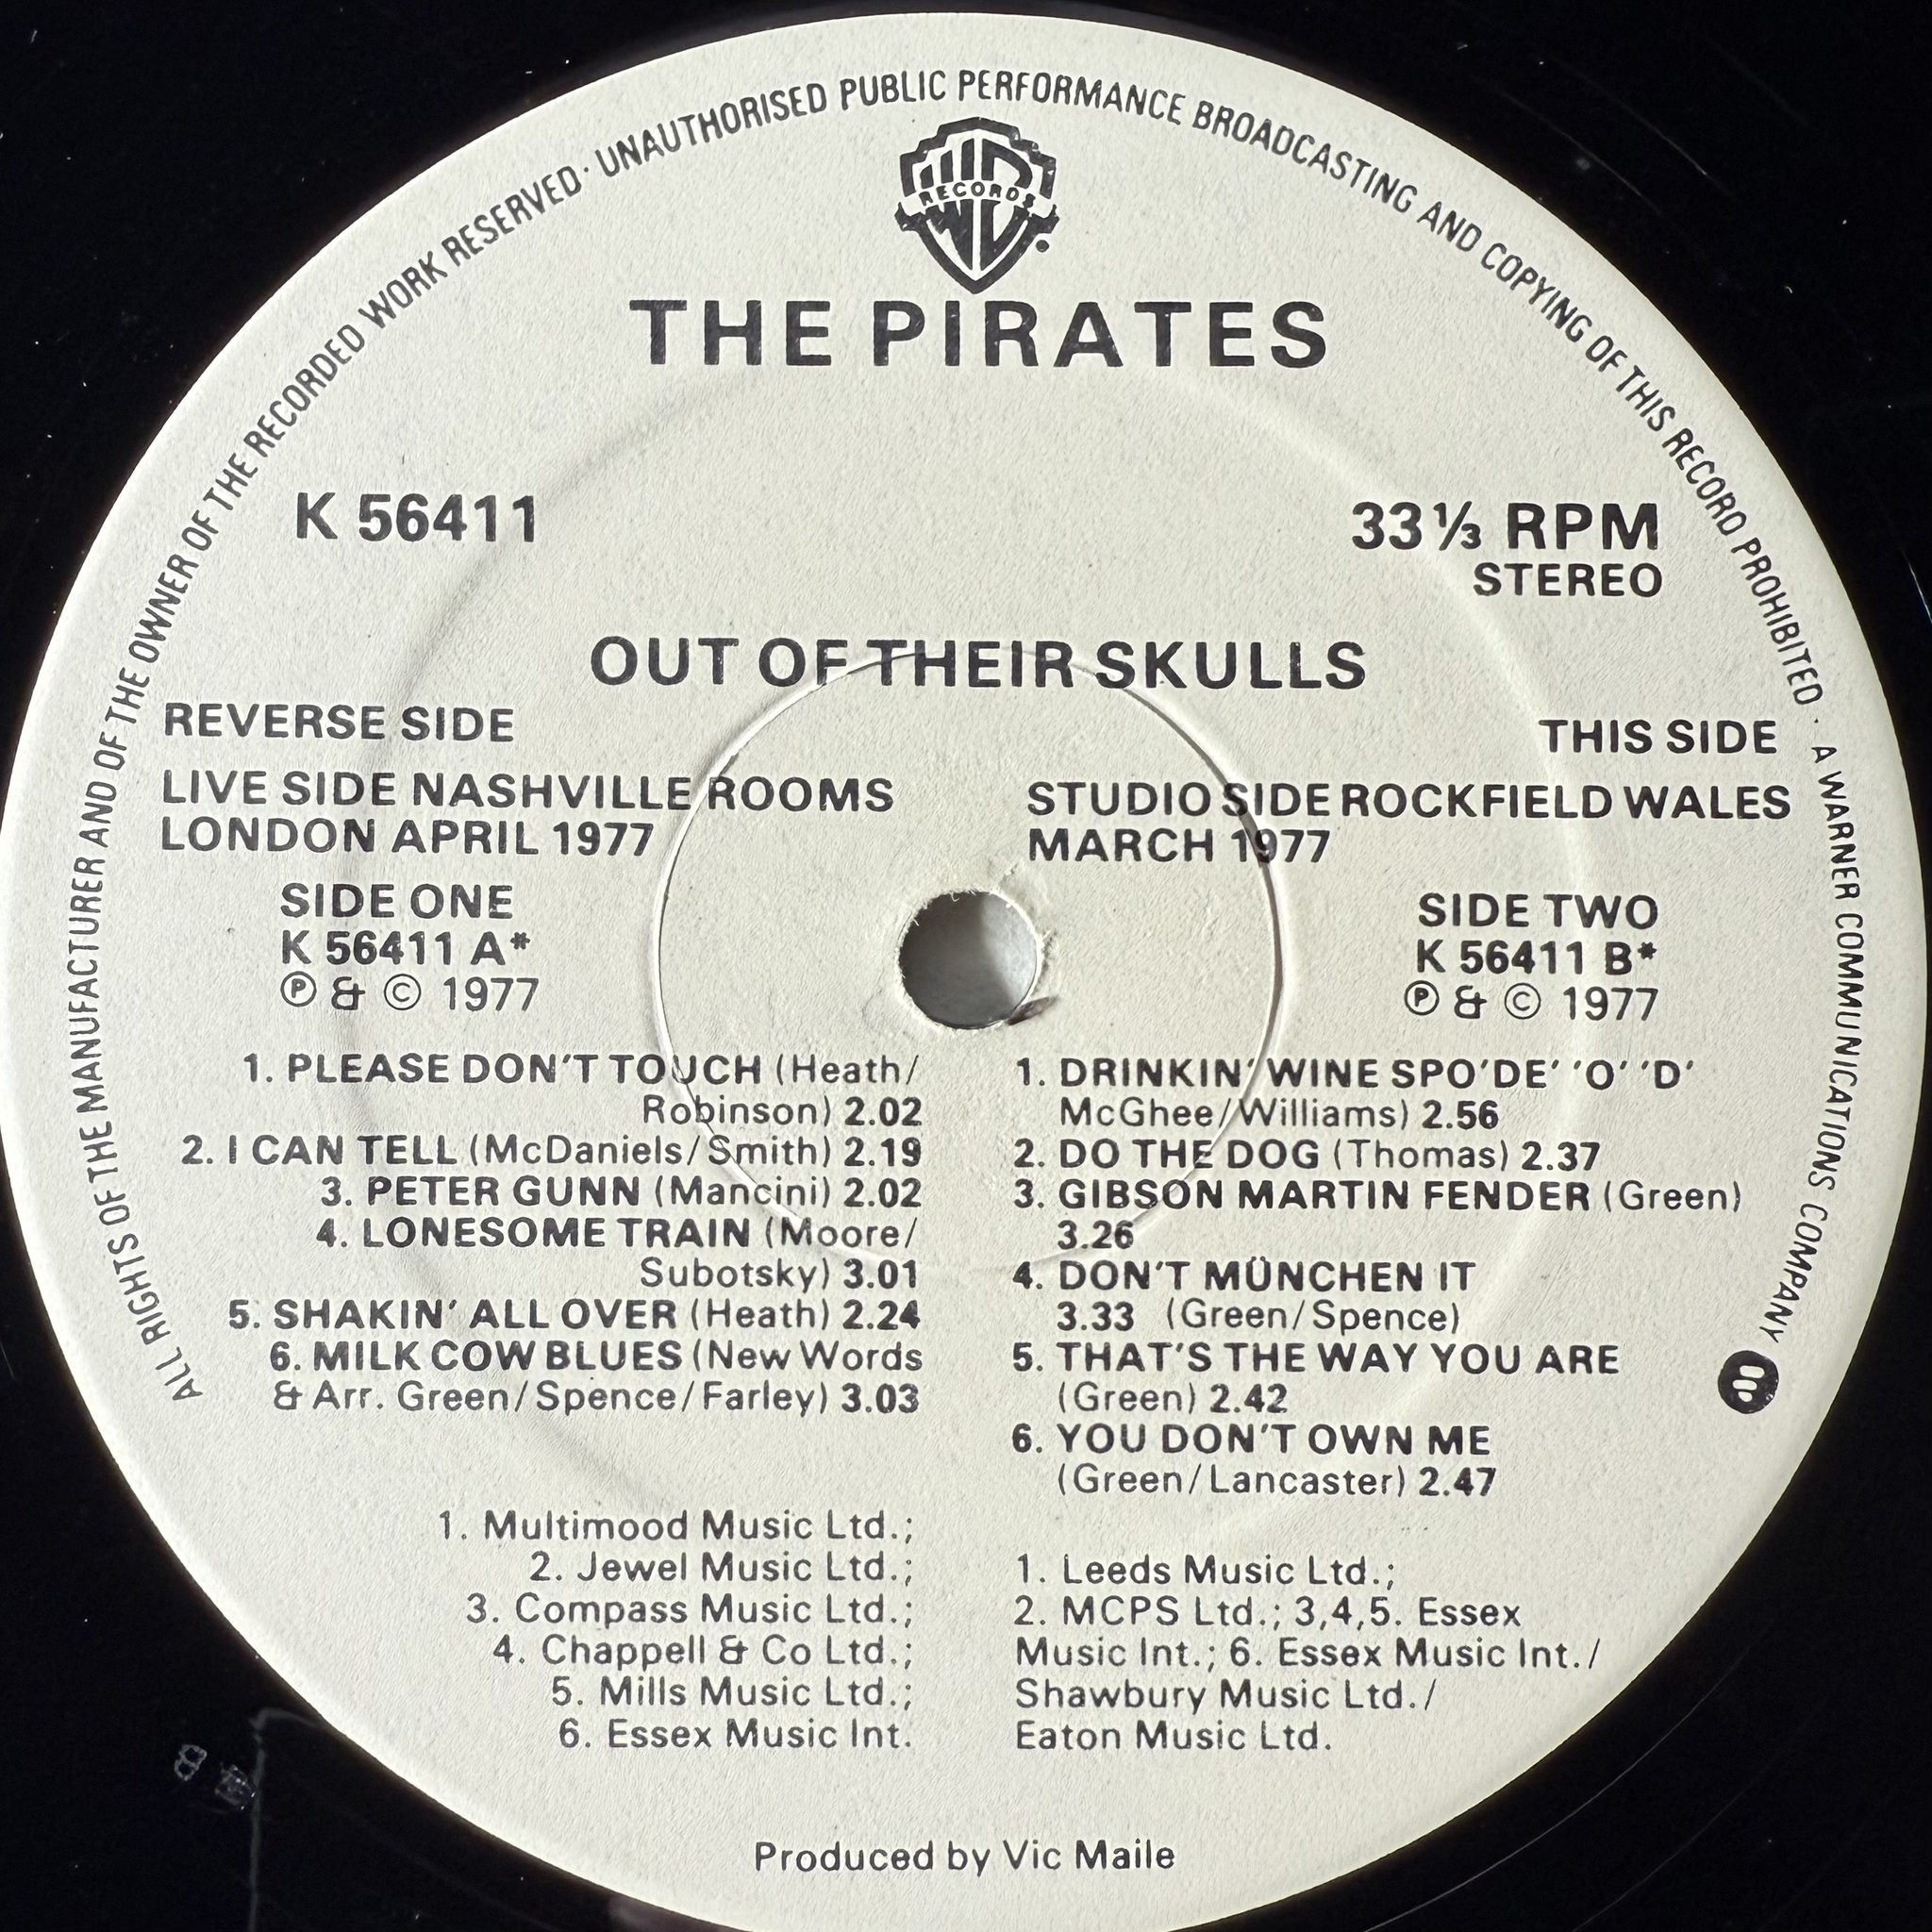 ALL RIGHTS OF THE MANUFACTURER AND OF THE OWNER OF THE RECORDED WORK RESERVED · UNAUTHORISED PUBLIC PERFORMANCE BROADCASTING AND COPYING OF THIS RECORD PROHIBITED · A WARNER COMMUNICATIONS COMPANY
RECORDS
THE PIRATES
K 56411
33⅓ RPM
STEREO
OUT OF THEIR SKULLS
REVERSE SIDE
LIVE SIDE NASHVILLE ROOMS
LONDON APRIL 1977
SIDE ONE
K 56411 A*
Ⓟ & © 1977
1. PLEASE DON'T TOUCH (Heath/
Robinson) 2.02
2. I CAN TELL (McDaniels/Smith) 2.19
3. PETER GUNN (Mancini) 2.02
4. LONESOME TRAIN (Moore/
Subotsky) 3.01
5. SHAKIN' ALL OVER (Heath) 2.24
6. MILK COW BLUES (New Words
& Arr. Green/Spence/Farley) 3.03
1. Multimood Music Ltd.;
2. Jewel Music Ltd.;
3. Compass Music Ltd.;
4. Chappell & Co Ltd.;
5. Mills Music Ltd.;
6. Essex Music Int.
THIS SIDE
STUDIO SIDE ROCKFIELD WALES
MARCH 1977
SIDE TWO
K 56411 B*
Ⓟ & © 1977
1. DRINKIN' WINE SPO'DE' 'O' 'D'
McGhee/Williams) 2.56
2. DO THE DOG (Thomas) 2.37
3. GIBSON MARTIN FENDER (Green)
3.26
4. DON'T MÜNCHEN IT
3.33 (Green/Spence)
5. THAT'S THE WAY YOU ARE
(Green) 2.42
6. YOU DON'T OWN ME
(Green/Lancaster) 2.47
1. Leeds Music Ltd.;
2. MCPS Ltd.; 3,4,5. Essex
Music Int.; 6. Essex Music Int./
Shawbury Music Ltd./
Eaton Music Ltd.
Produced by Vic Maile